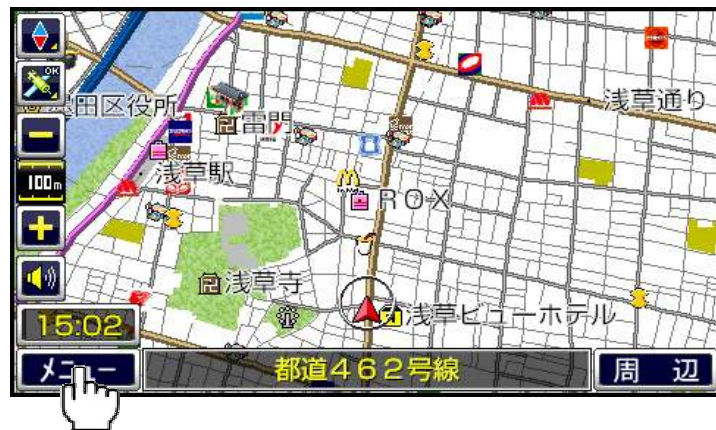 OK
浅草通り
田区役所
雷門
100m
浅草駅
ROX
浅草寺
浅草ビューホテル
15:02
メニュー
都道462号線
周辺